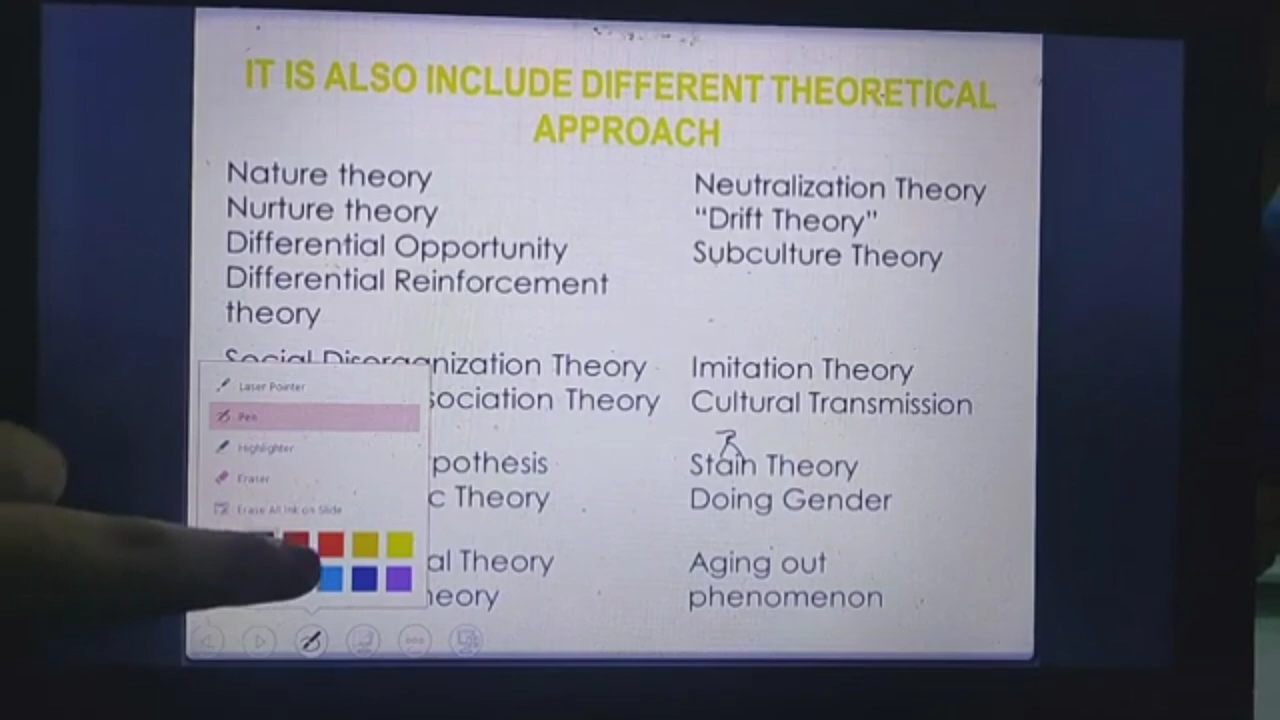 IT IS ALSO INCLUDE DIFFERENT THEORETICAL
APPROACH
Nature theory
Nurture theory
Differential Opportunity
Differential Reinforcement
theory
Social Disorganization Theory
sociation Theory
pothesis
c Theory
al Theory
heory
Neutralization Theory
“Drift Theory”
Subculture Theory
Imitation Theory
Cultural Transmission
R
Stain Theory
Doing Gender
Aging out
phenomenon
Laser Pointer
Pen
Highlighter
Eraser
Erase All Ink on Slide